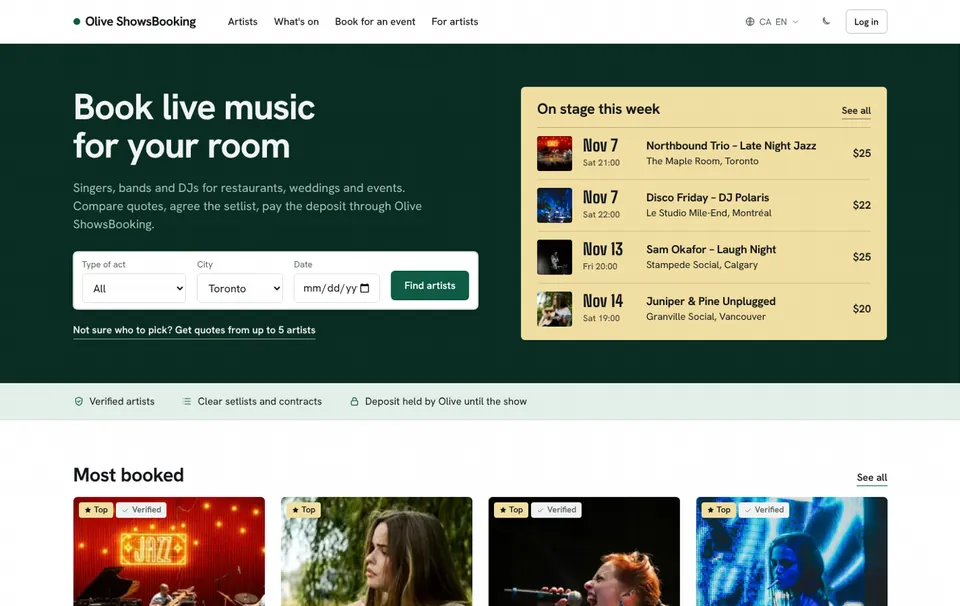 Olive ShowsBooking
Artists
What's on
Book for an event
For artists
CA EN
Log in
Book live music
for your room
Singers, bands and DJs for restaurants, weddings and events.
Compare quotes, agree the setlist, pay the deposit through Olive
ShowsBooking.
Type of act
City
Date
All
Toronto
mm/dd/yy
Find artists
Not sure who to pick? Get quotes from up to 5 artists
On stage this week
See all
Nov 7
Sat 21:00
Northbound Trio – Late Night Jazz
The Maple Room, Toronto
$25
Nov 7
Sat 22:00
Disco Friday – DJ Polaris
Le Studio Mile-End, Montréal
$22
Nov 13
Fri 20:00
Sam Okafor – Laugh Night
Stampede Social, Calgary
$25
Nov 14
Sat 19:00
Juniper & Pine Unplugged
Granville Social, Vancouver
$20
Verified artists
Clear setlists and contracts
Deposit held by Olive until the show
Most booked
See all
Top
Verified
JAZZ
Top
Top
Verified
Top
Verified